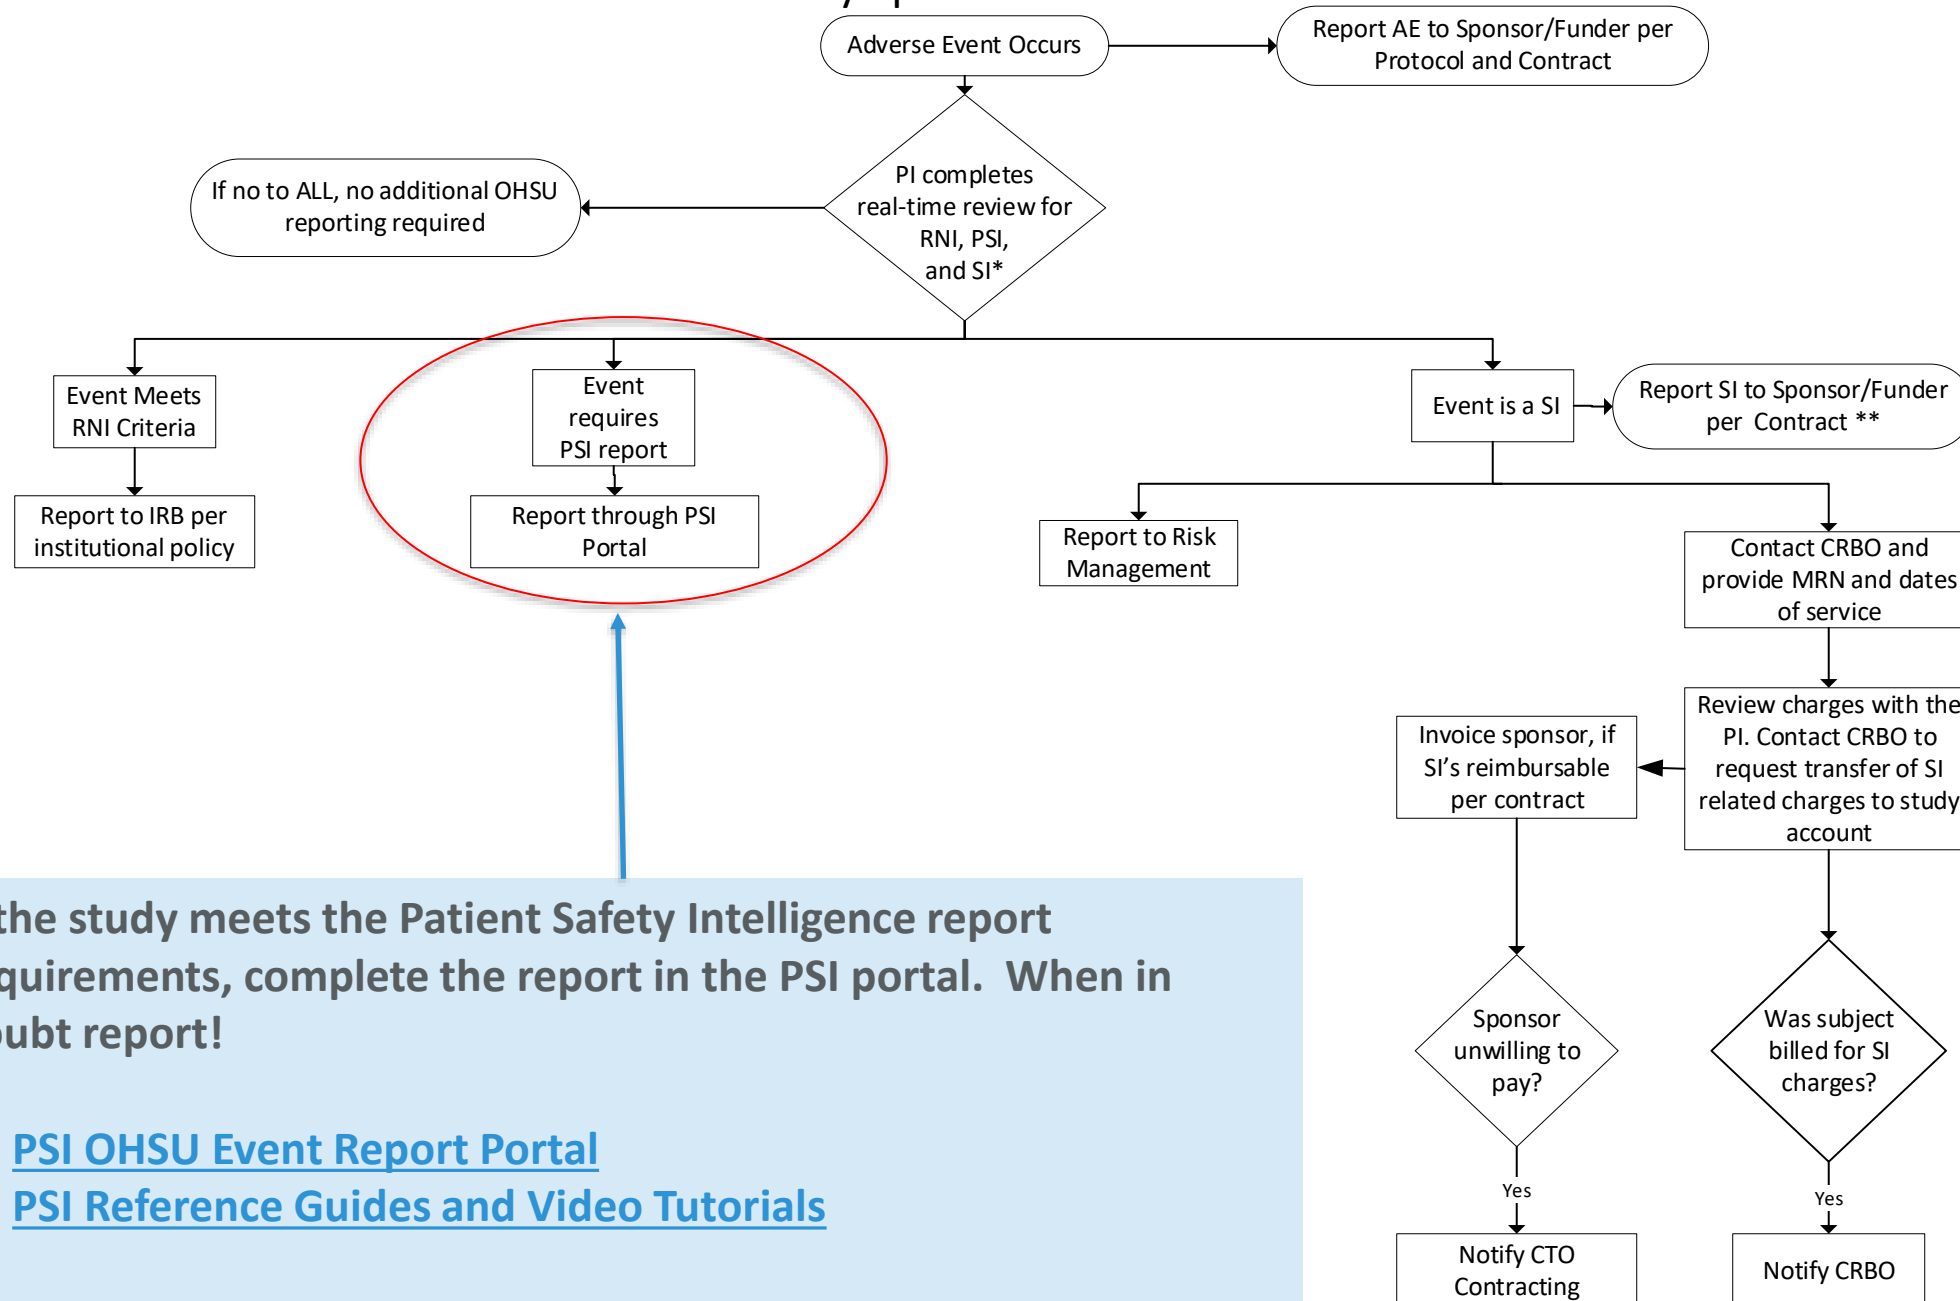 Adverse Event Occurs
Report AE to Sponsor/Funder per
Protocol and Contract
PI completes
real-time review for
RNI, PSI,
and SI*
If no to ALL, no additional OHSU
reporting required
Event Meets
RNI Criteria
Report to IRB per
institutional policy
Event
requires
PSI report
Report through PSI
Portal
Event is a SI
Report SI to Sponsor/Funder
per Contract **
Report to Risk
Management
Contact CRBO and
provide MRN and dates
of service
Review charges with the
PI. Contact CRBO to
request transfer of SI
related charges to study
account
Invoice sponsor, if
SI's reimbursable
per contract
Sponsor
unwilling to
pay?
Yes
Notify CTO
Contracting
Was subject
billed for SI
charges?
Yes
Notify CRBO
the study meets the Patient Safety Intelligence report
quirements, complete the report in the PSI portal. When in
oubt report!
PSI OHSU Event Report Portal
PSI Reference Guides and Video Tutorials